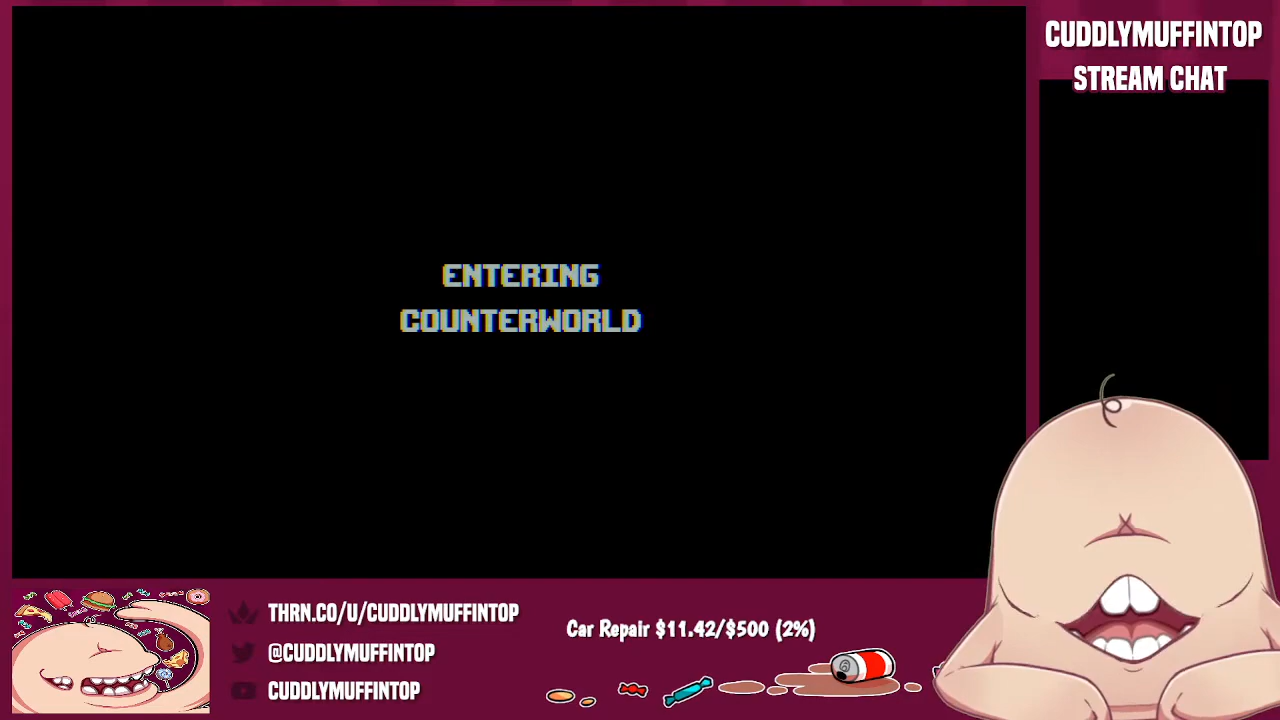 ENTERING
COUNTERWORLD
CUDDLYMUFFINTOP
STREAM CHAT
THRN.CO/U/CUDDLYMUFFINTOP
@CUDDLYMUFFINTOP
CUDDLYMUFFINTOP
Car Repair $11.42/$500 (2%)